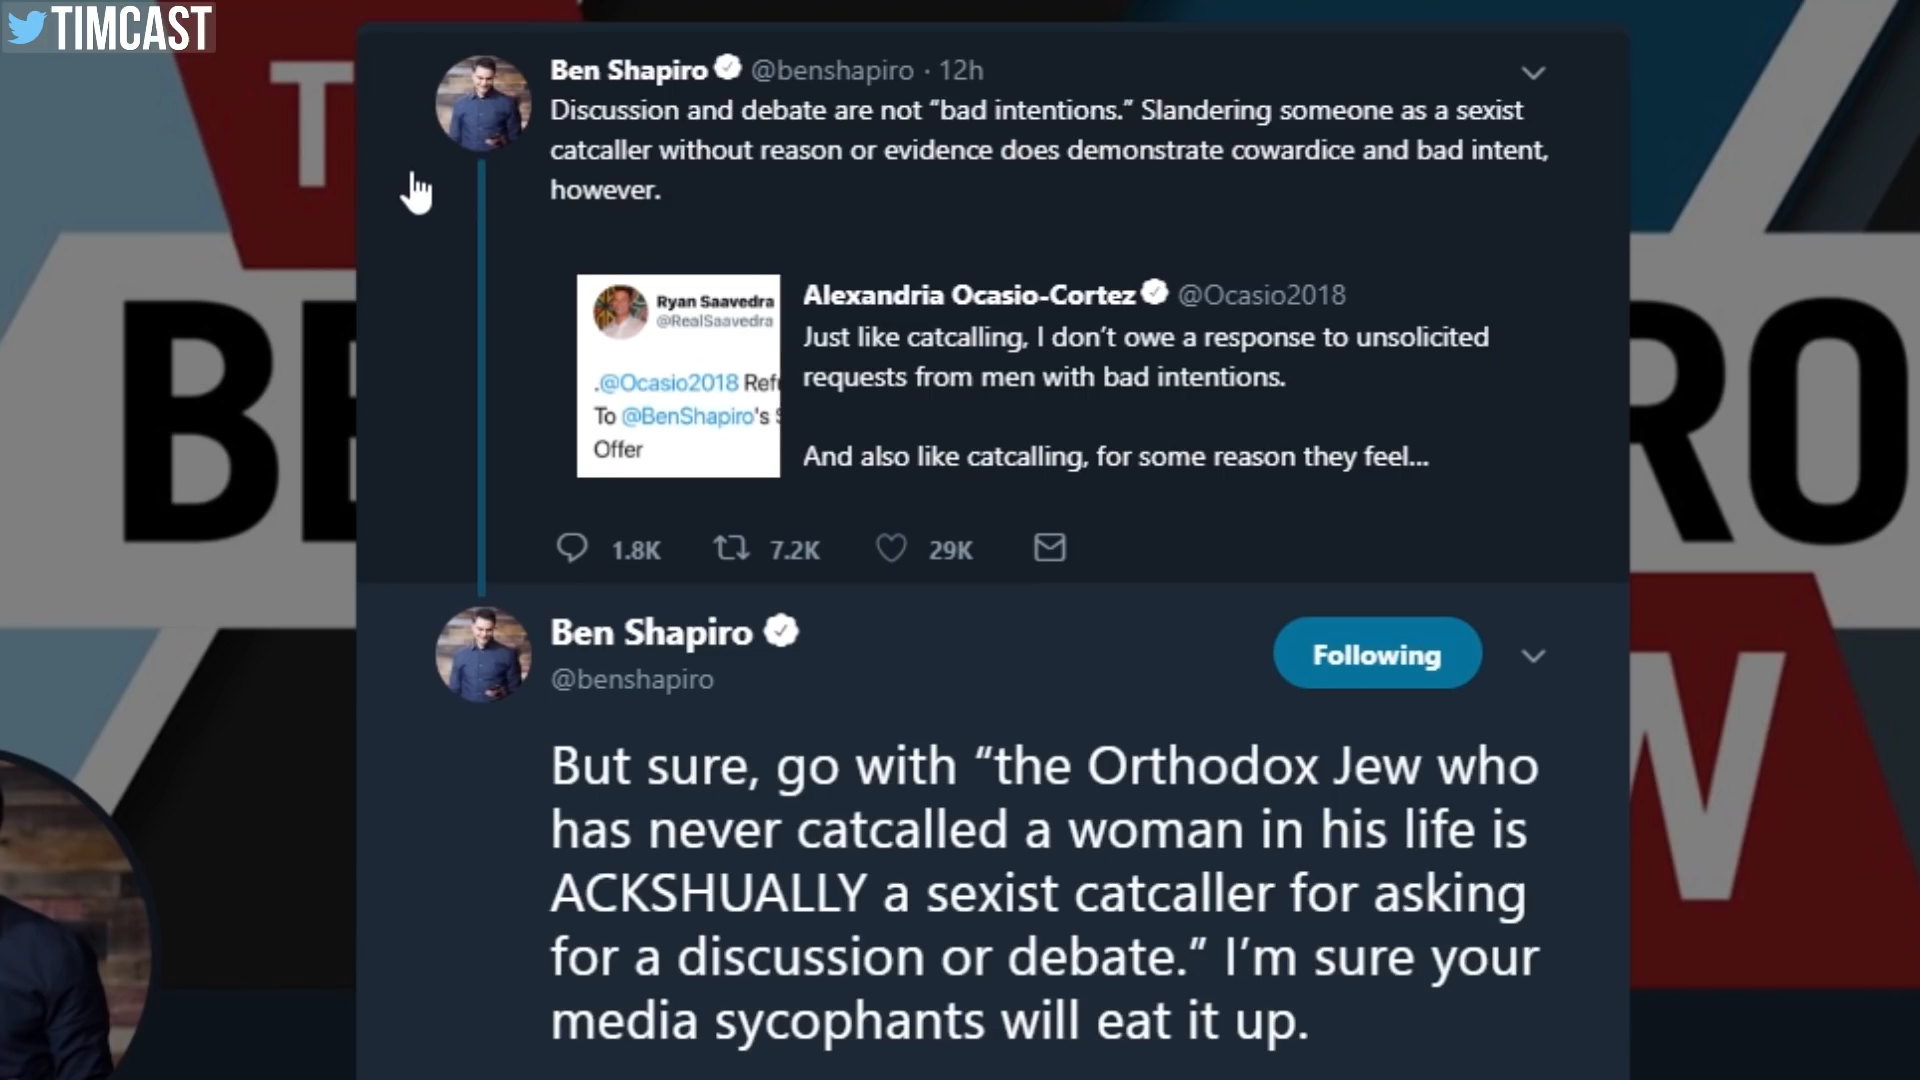 TIMCAST
Ben Shapiro @benshapiro · 12h
Discussion and debate are not “bad intentions.” Slandering someone as a sexist
catcaller without reason or evidence does demonstrate cowardice and bad intent,
however.
Ryan Saavedra
@RealSaavedra
.@Ocasio2018
To @BenShapiro's
Offer
Alexandria Ocasio-Cortez @Ocasio2018
Just like catcalling, I don’t owe a response to unsolicited
requests from men with bad intentions.
And also like catcalling, for some reason they feel...
1.8K 7.2K 29K
Ben Shapiro
@benshapiro
Following
But sure, go with “the Orthodox Jew who
has never catcalled a woman in his life is
ACKSHUALLY a sexist catcaller for asking
for a discussion or debate.” I’m sure your
media sycophants will eat it up.